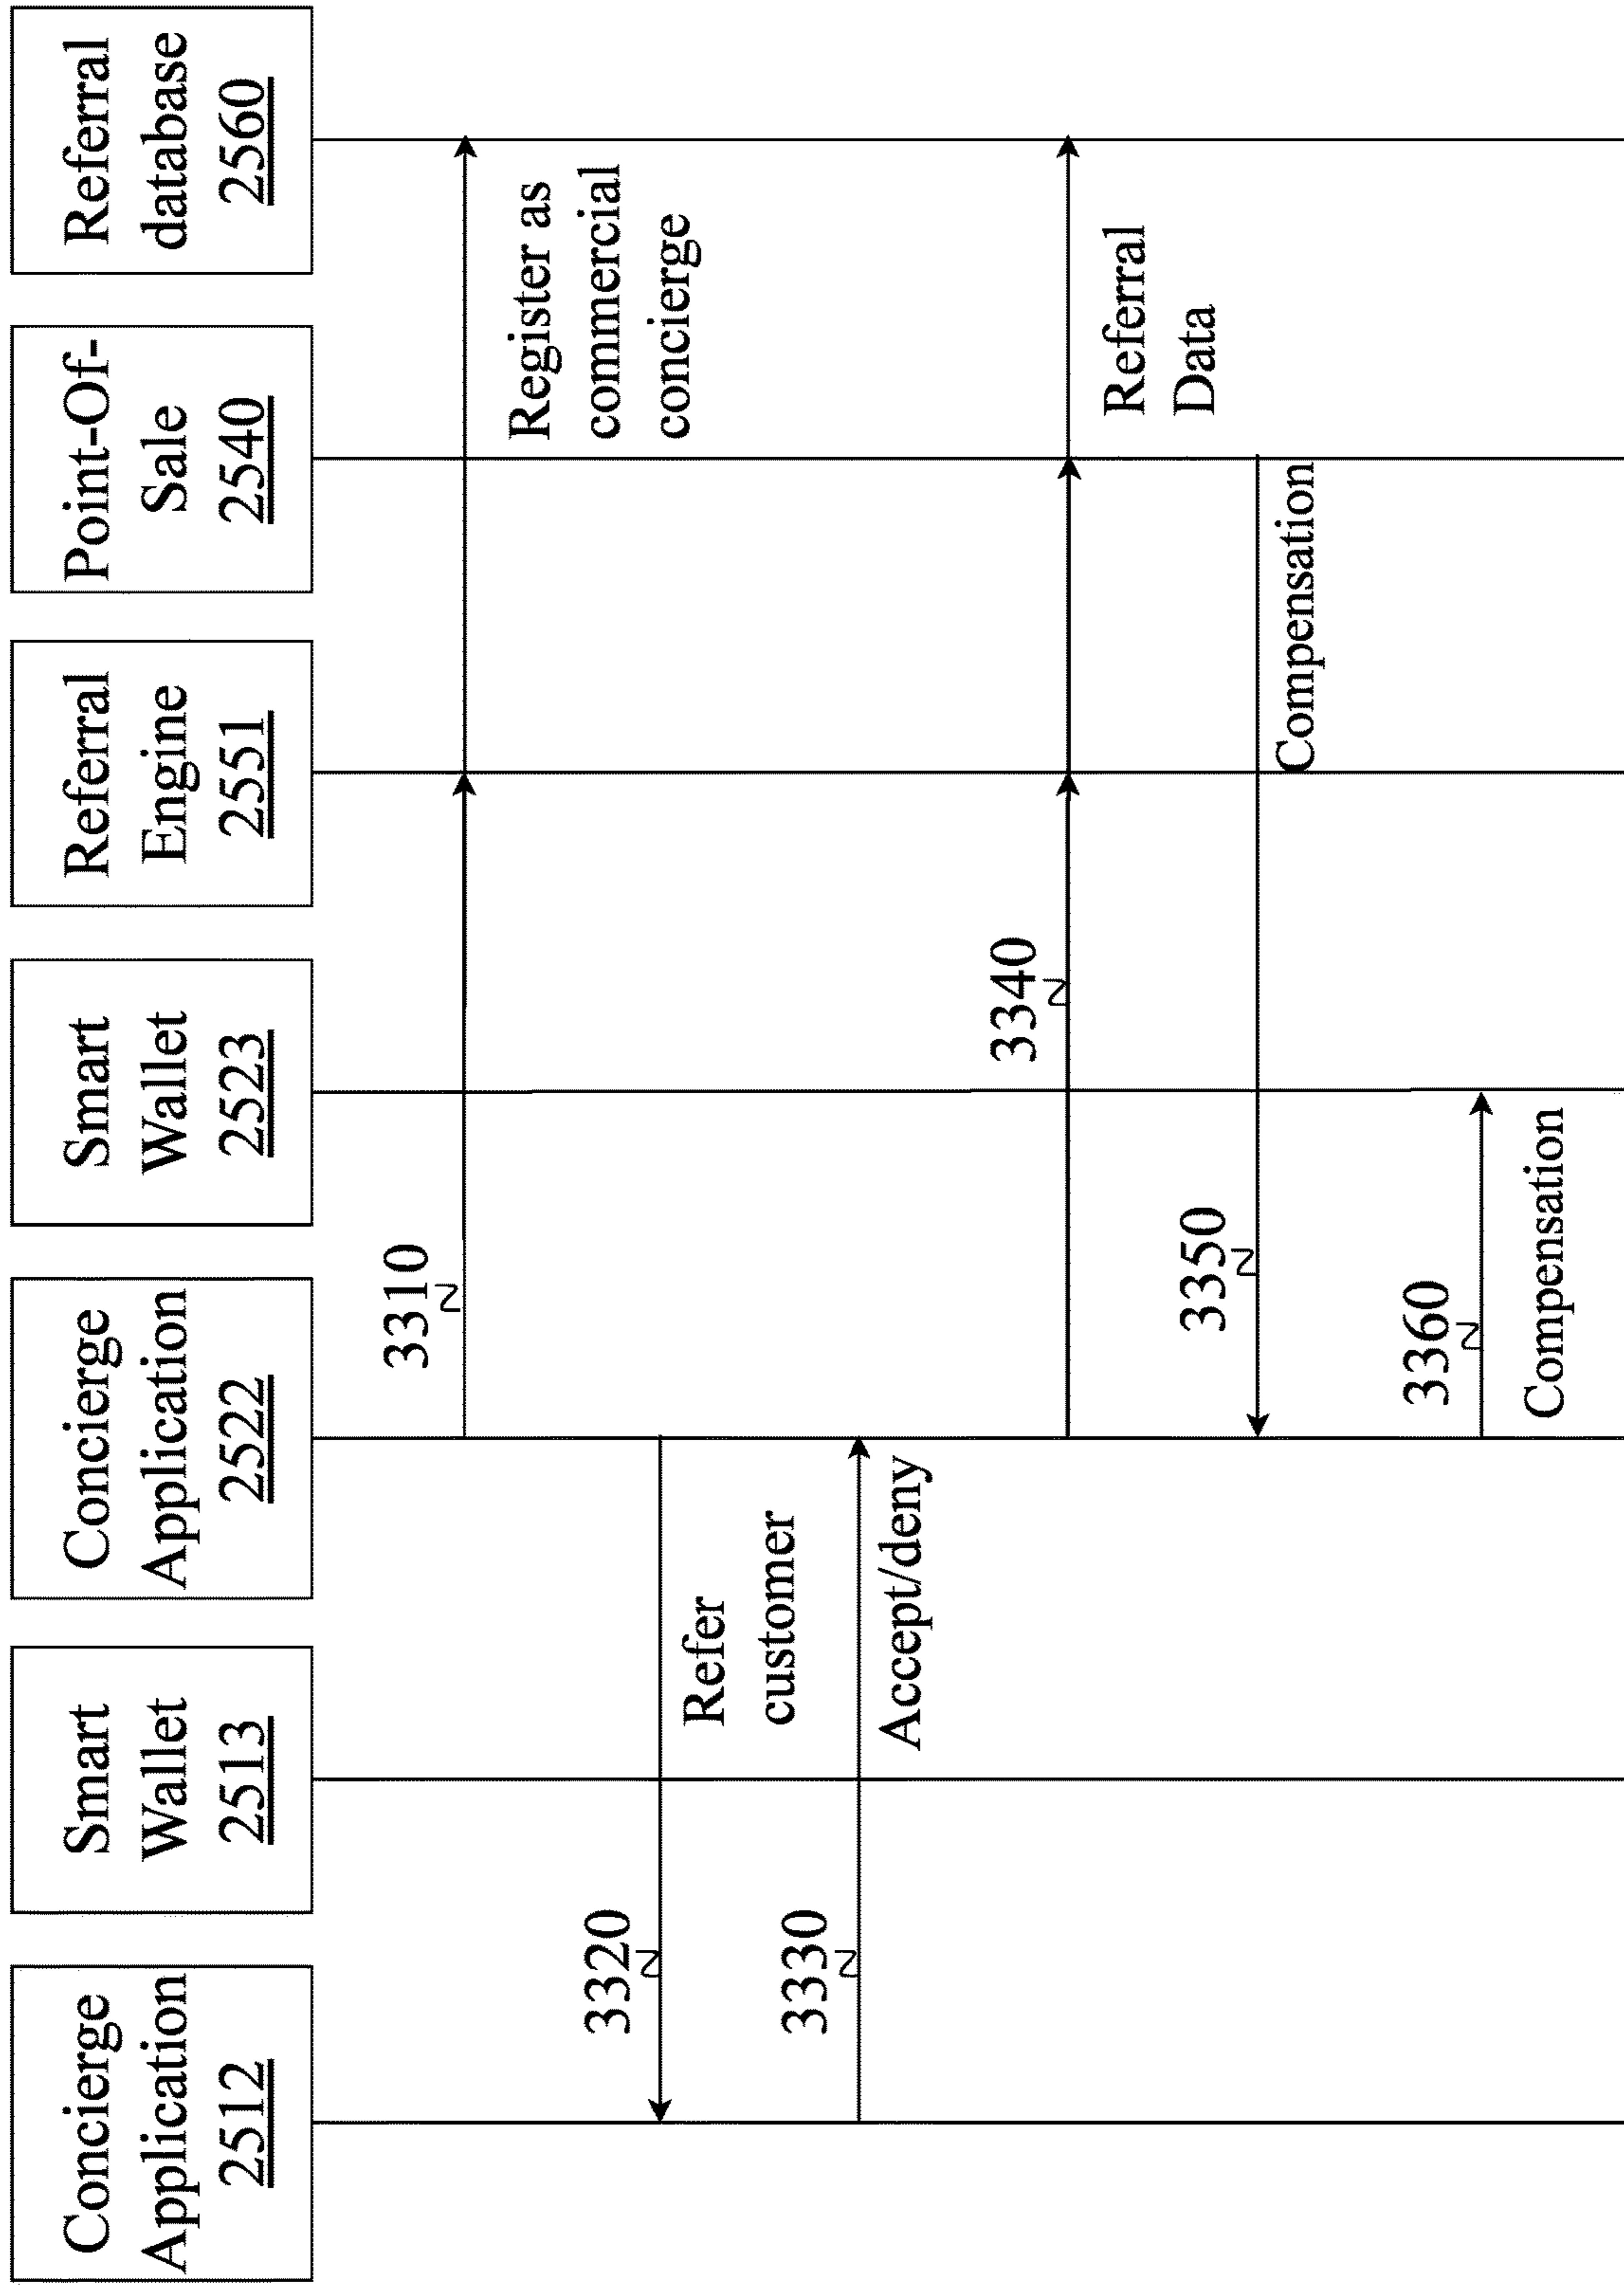 Concierge
Application
2512
Smart
Wallet
2513
Concierge
Application
2522
Smart
Wallet
2523
Referral
Engine
2551
Point-Of-
Sale
2540
Referral
database
2560
3310
Register as
commercial
concierge
3320
Refer
customer
3330
Accept/deny
3340
Referral
Data
3350
Compensation
3360
Compensation